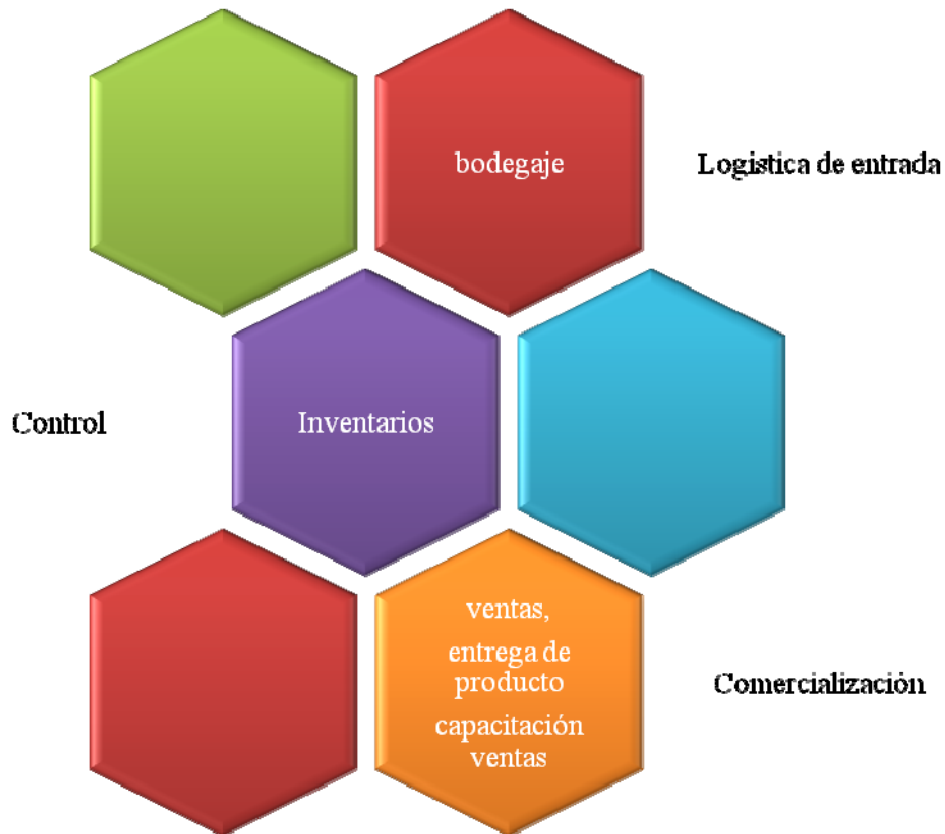 bodegaje
Logistica de entrada
Control
Inventarios
ventas,
entrega de
producto
capacitación
ventas
Comercialización